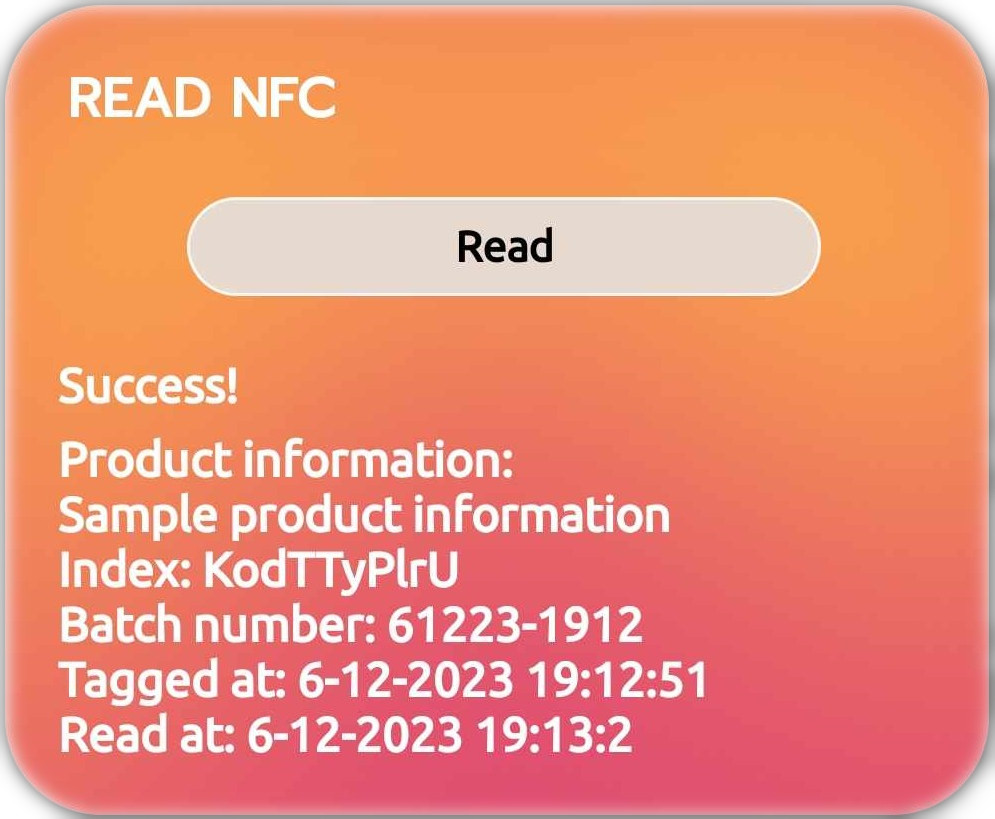 READ NFC
Read
Success!
Product information:
Sample product information
Index: KodTTyPlrU
Batch number: 61223-1912
Tagged at: 6-12-2023 19:12:51
Read at: 6-12-2023 19:13:2